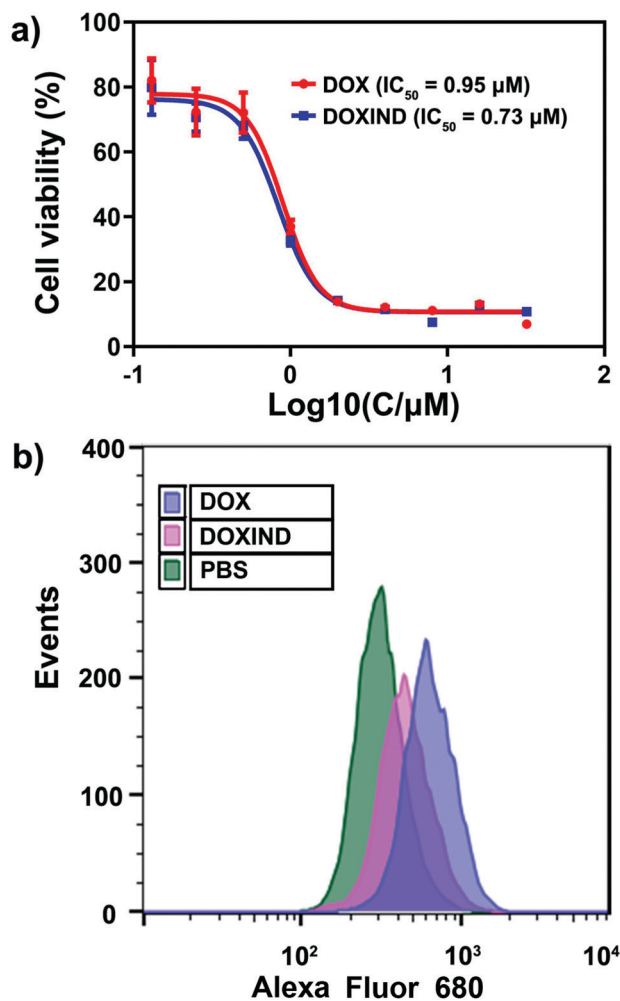 a)
Cell viability (%)
100
80
60
40
20
0
DOX (IC50 = 0.95 µM)
DOXIND (IC50 = 0.73 µM)
-1
0
1
2
Log10(C/µM)
b)
Events
400
300
200
100
0
DOX
DOXIND
PBS
10²
10³
10⁴
Alexa Fluor 680